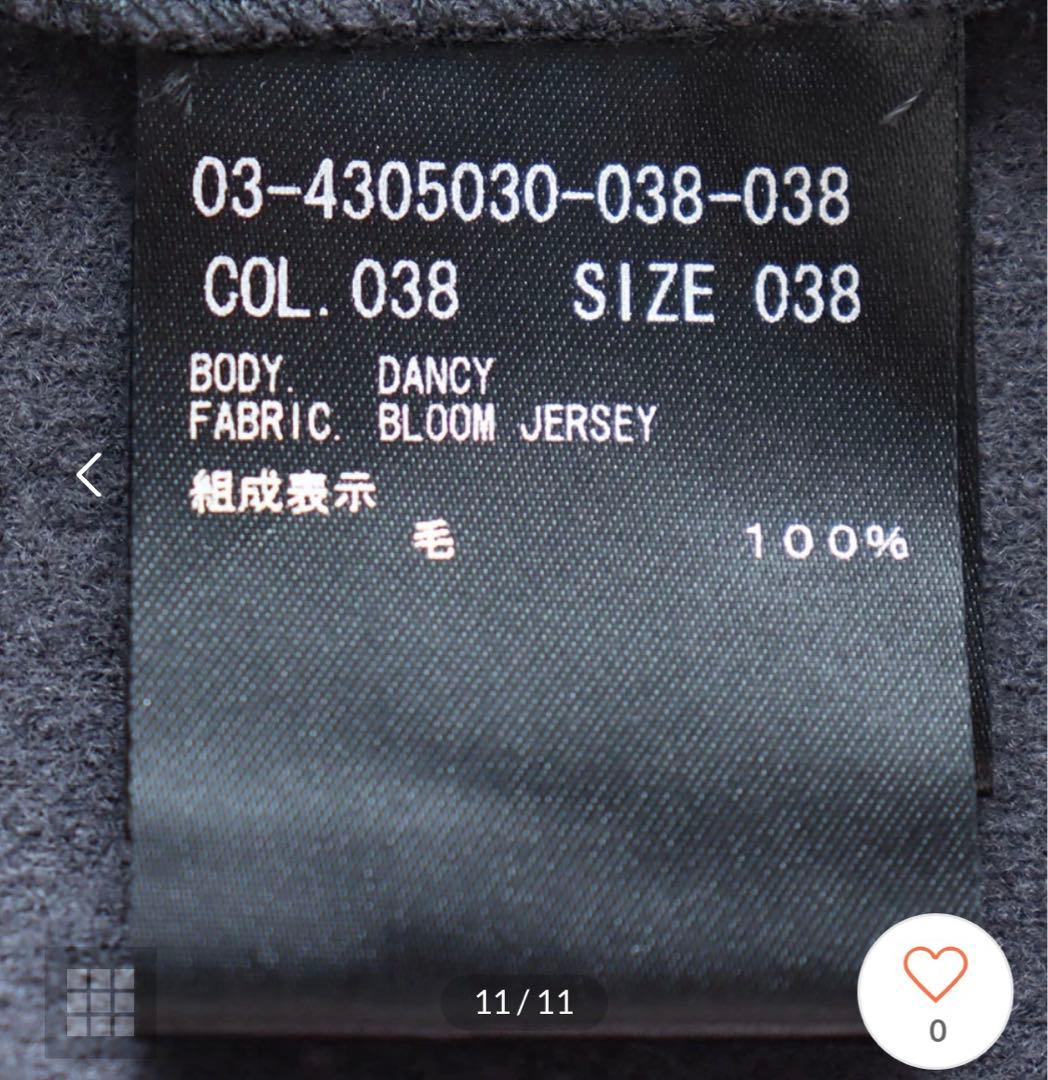 03-4305030-038-038
COL. 038 SIZE 038
BODY. DANCY
FABRIC. BLOOM JERSEY
組成表示
毛 100%
11/11
0